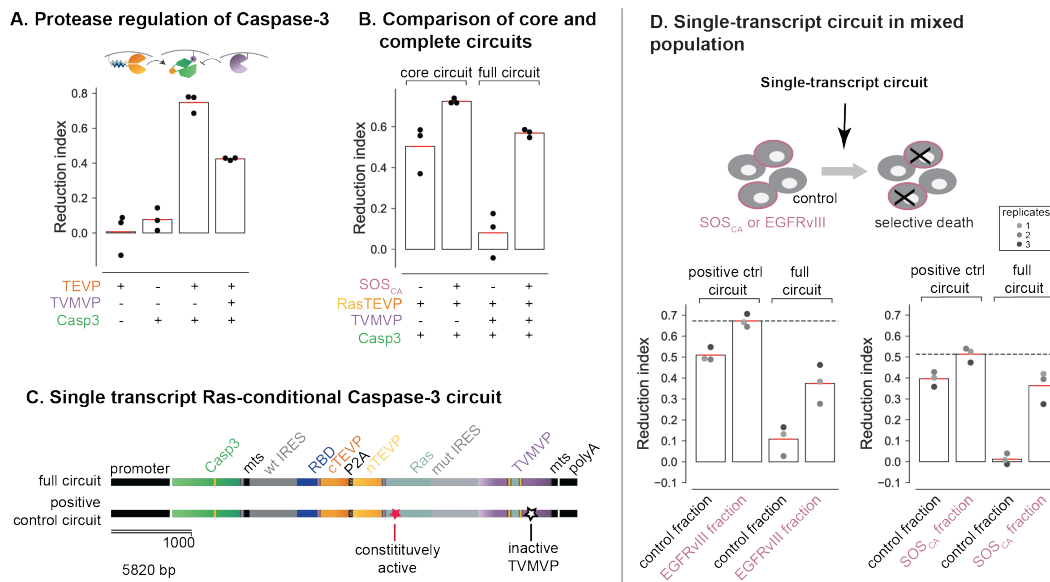 A. Protease regulation of Caspase-3
Reduction index
0.8
0.6
0.4
0.2
0.0
TEVP + - + +
TVMVP - - - +
Casp3 - + + +
B. Comparison of core and
complete circuits
core circuit full circuit
Reduction index
0.6
0.4
0.2
0.0
SOSCA - + - +
RasTEVP + + + +
TVMVP - - + +
Casp3 + + + +
C. Single transcript Ras-conditional Caspase-3 circuit
promoter Casp3 mts wt IRES RBD cTEVP P2A nTEVP Ras mut IRES TVMVP mts polyA
full circuit
positive
control circuit
1000
5820 bp
constitituvely
active
inactive
TVMVP
D. Single-transcript circuit in mixed
population
Single-transcript circuit
control
SOSCA or EGFRvIII
selective death
replicates
1
2
3
positive ctrl
circuit
full
circuit
Reduction index
0.7
0.6
0.5
0.4
0.3
0.2
0.1
0.0
−0.1
control fraction
EGFRvIII fraction
control fraction
EGFRvIII fraction
positive ctrl
circuit
full
circuit
Reduction index
0.7
0.6
0.5
0.4
0.3
0.2
0.1
0.0
−0.1
control fraction
SOSCA fraction
control fraction
SOSCA fraction